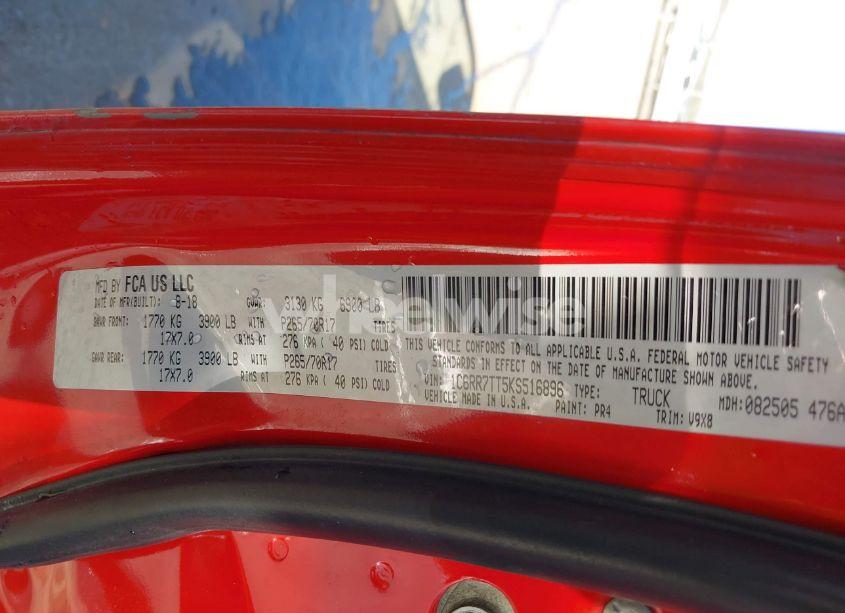 MFD BY FCA US LLC
DATE OF MFR(BUILT): 8-18 GVWR: 3130 KG 6900 LB
GAWR FRONT: 1770 KG 3900 LB WITH P265/70R17 TIRES
17X7.0 RIMS AT 276 KPA ( 40 PSI) COLD
GAWR REAR: 1770 KG 3900 LB WITH P265/70R17 TIRES
17X7.0 RIMS AT 276 KPA ( 40 PSI) COLD
THIS VEHICLE CONFORMS TO ALL APPLICABLE U.S.A. FEDERAL MOTOR VEHICLE SAFETY
STANDARDS IN EFFECT ON THE DATE OF MANUFACTURE SHOWN ABOVE.
VIN: 1C6RR7TT5KS516896 TYPE: TRUCK MDH:082505 476A
VEHICLE MADE IN U.S.A. PAINT: PR4 TRIM: V9X8